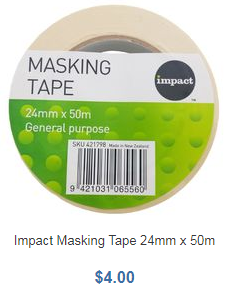 MASKING
TAPE
impact
24mm x 50m
General purpose
SKU 421798 Made in New Zealand
9 421031 065560
Impact Masking Tape 24mm x 50m
$4.00